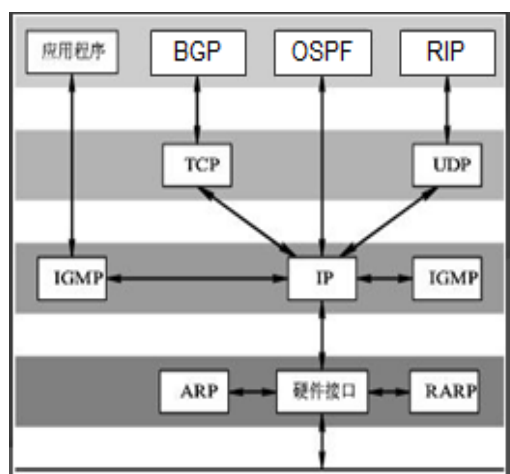 应用程序
BGP
OSPF
RIP
TCP
UDP
IGMP
IP
IGMP
ARP
硬件接口
RARP